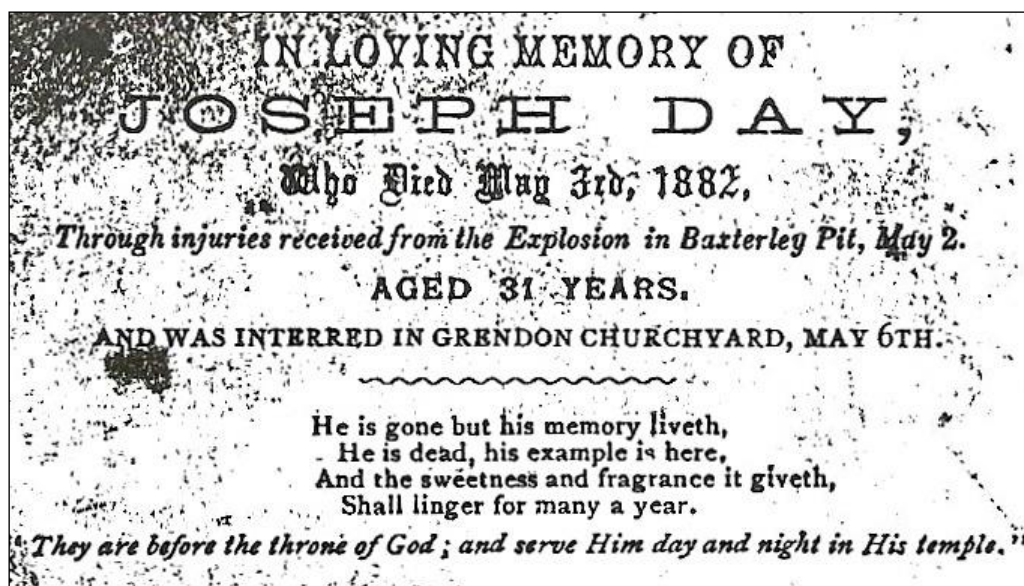 IN LOVING MEMORY OF
JOSEPH DAY,
Who Died May 3rd, 1882,
Through injuries received from the Explosion in Baxterley Pit, May 2.
AGED 31 YEARS.
AND WAS INTERRED IN GRENDON CHURCHYARD, MAY 6TH.
He is gone but his memory liveth,
He is dead, his example is here,
And the sweetness and fragrance it giveth,
Shall linger for many a year.
"They are before the throne of God; and serve Him day and night in His temple."